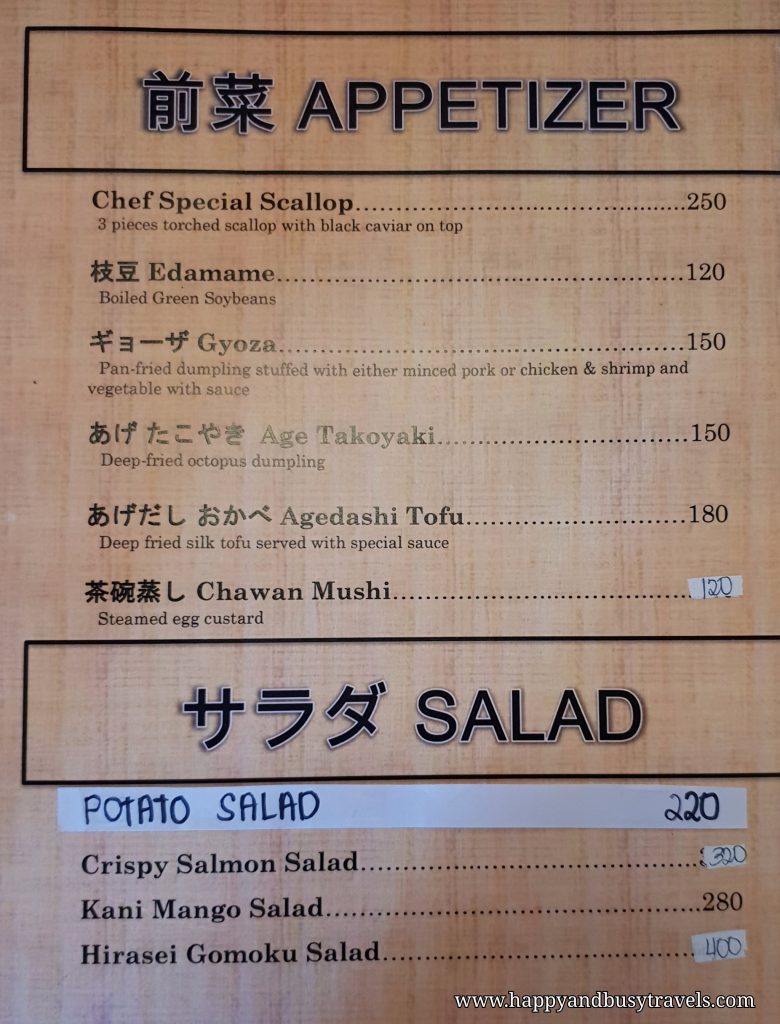 前菜 APPETIZER
Chef Special Scallop........................................250
3 pieces torched scallop with black caviar on top
枝豆 Edamame........................................120
Boiled Green Soybeans
ギョーザ Gyoza........................................150
Pan-fried dumpling stuffed with either minced pork or chicken & shrimp and
vegetable with sauce
あげ たこやき Age Takoyaki........................................150
Deep-fried octopus dumpling
あげだし おかべ Agedashi Tofu........................................180
Deep fried silk tofu served with special sauce
茶碗蒸し Chawan Mushi........................................120
Steamed egg custard
サラダ SALAD
POTATO SALAD 220
Crispy Salmon Salad........................................320
Kani Mango Salad........................................280
Hirasei Gomoku Salad........................................400
www.happyandbusytravels.com